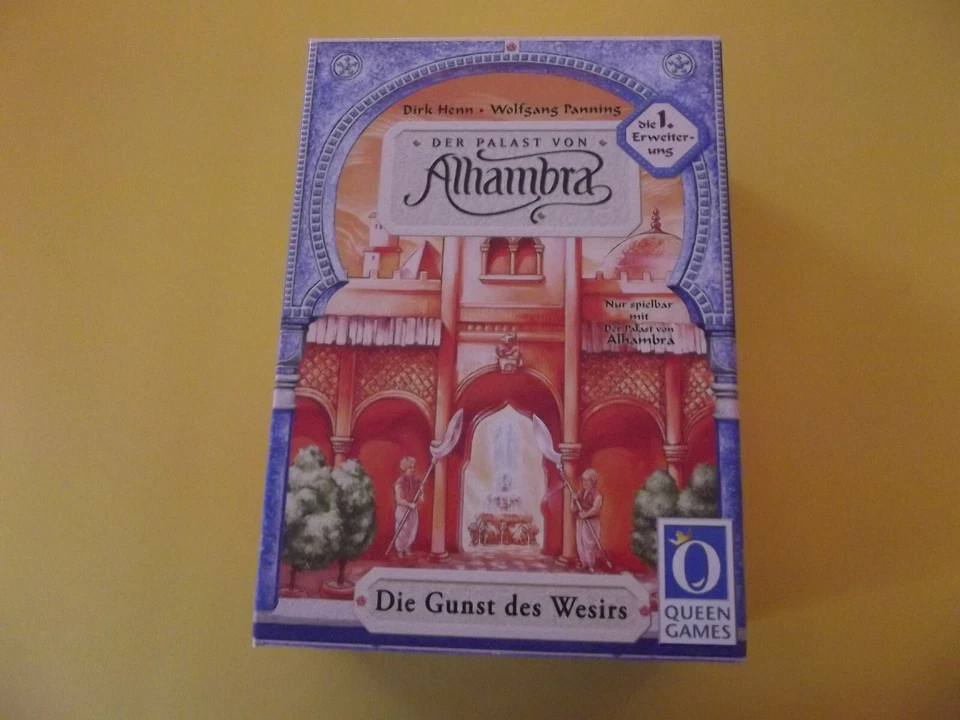 Dirk Henn • Wolfgang Panning
die 1.
Erweiter-
ung
DER PALAST VON
Alhambra
Nur spielbar
mit
Der Palast von
Alhambra
Die Gunst des Wesirs
QUEEN
GAMES